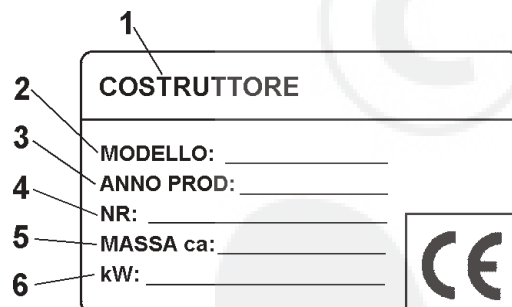 1
COSTRUTTORE
2
MODELLO:
3
ANNO PROD:
4
NR:
5
MASSA ca:
6
kW:
CE